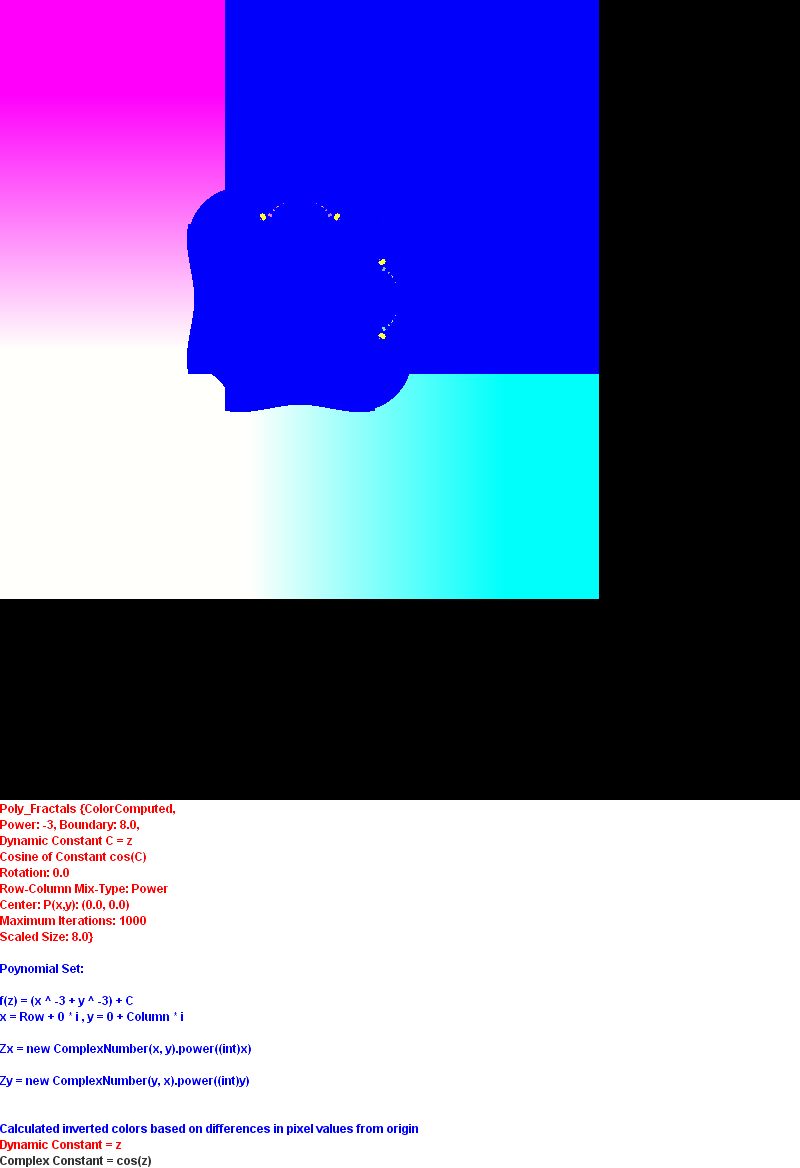 Poly_Fractals {ColorComputed,
Power: -3, Boundary: 8.0,
Dynamic Constant C = z
Cosine of Constant cos(C)
Rotation: 0.0
Row-Column Mix-Type: Power
Center: P(x,y): (0.0, 0.0)
Maximum Iterations: 1000
Scaled Size: 8.0}
Poynomial Set:
f(z) = (x ^ -3 + y ^ -3) + C
x = Row + 0 * i , y = 0 + Column * i
Zx = new ComplexNumber(x, y).power((int)x)
Zy = new ComplexNumber(y, x).power((int)y)
Calculated inverted colors based on differences in pixel values from origin
Dynamic Constant = z
Complex Constant = cos(z)